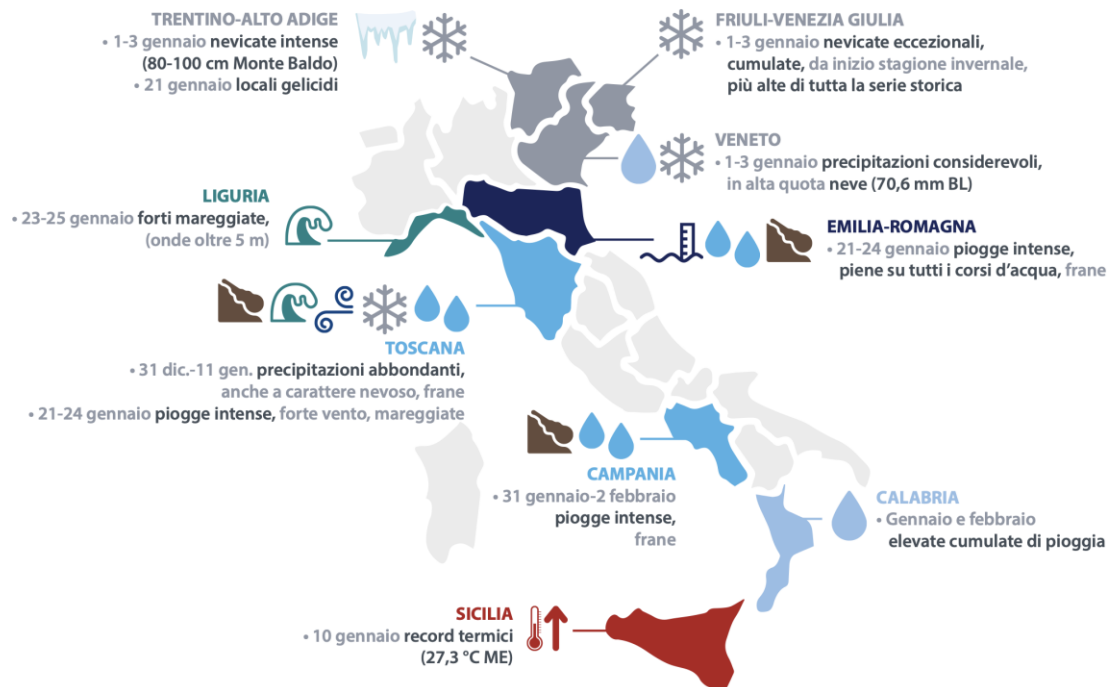 TRENTINO-ALTO ADIGE
• 1-3 gennaio nevicate intense
(80-100 cm Monte Baldo)
• 21 gennaio locali gelicidi
FRIULI-VENEZIA GIULIA
• 1-3 gennaio nevicate eccezionali,
cumulate, da inizio stagione invernale,
più alte di tutta la serie storica
VENETO
• 1-3 gennaio precipitazioni considerevoli,
in alta quota neve (70,6 mm BL)
LIGURIA
• 23-25 gennaio forti mareggiate,
(onde oltre 5 m)
EMILIA-ROMAGNA
• 21-24 gennaio piogge intense,
piene su tutti i corsi d’acqua, frane
TOSCANA
• 31 dic.-11 gen. precipitazioni abbondanti,
anche a carattere nevoso, frane
• 21-24 gennaio piogge intense, forte vento, mareggiate
CAMPANIA
• 31 gennaio-2 febbraio
piogge intense,
frane
CALABRIA
• Gennaio e febbraio
elevate cumulate di pioggia
SICILIA
• 10 gennaio record termici
(27,3 °C ME)